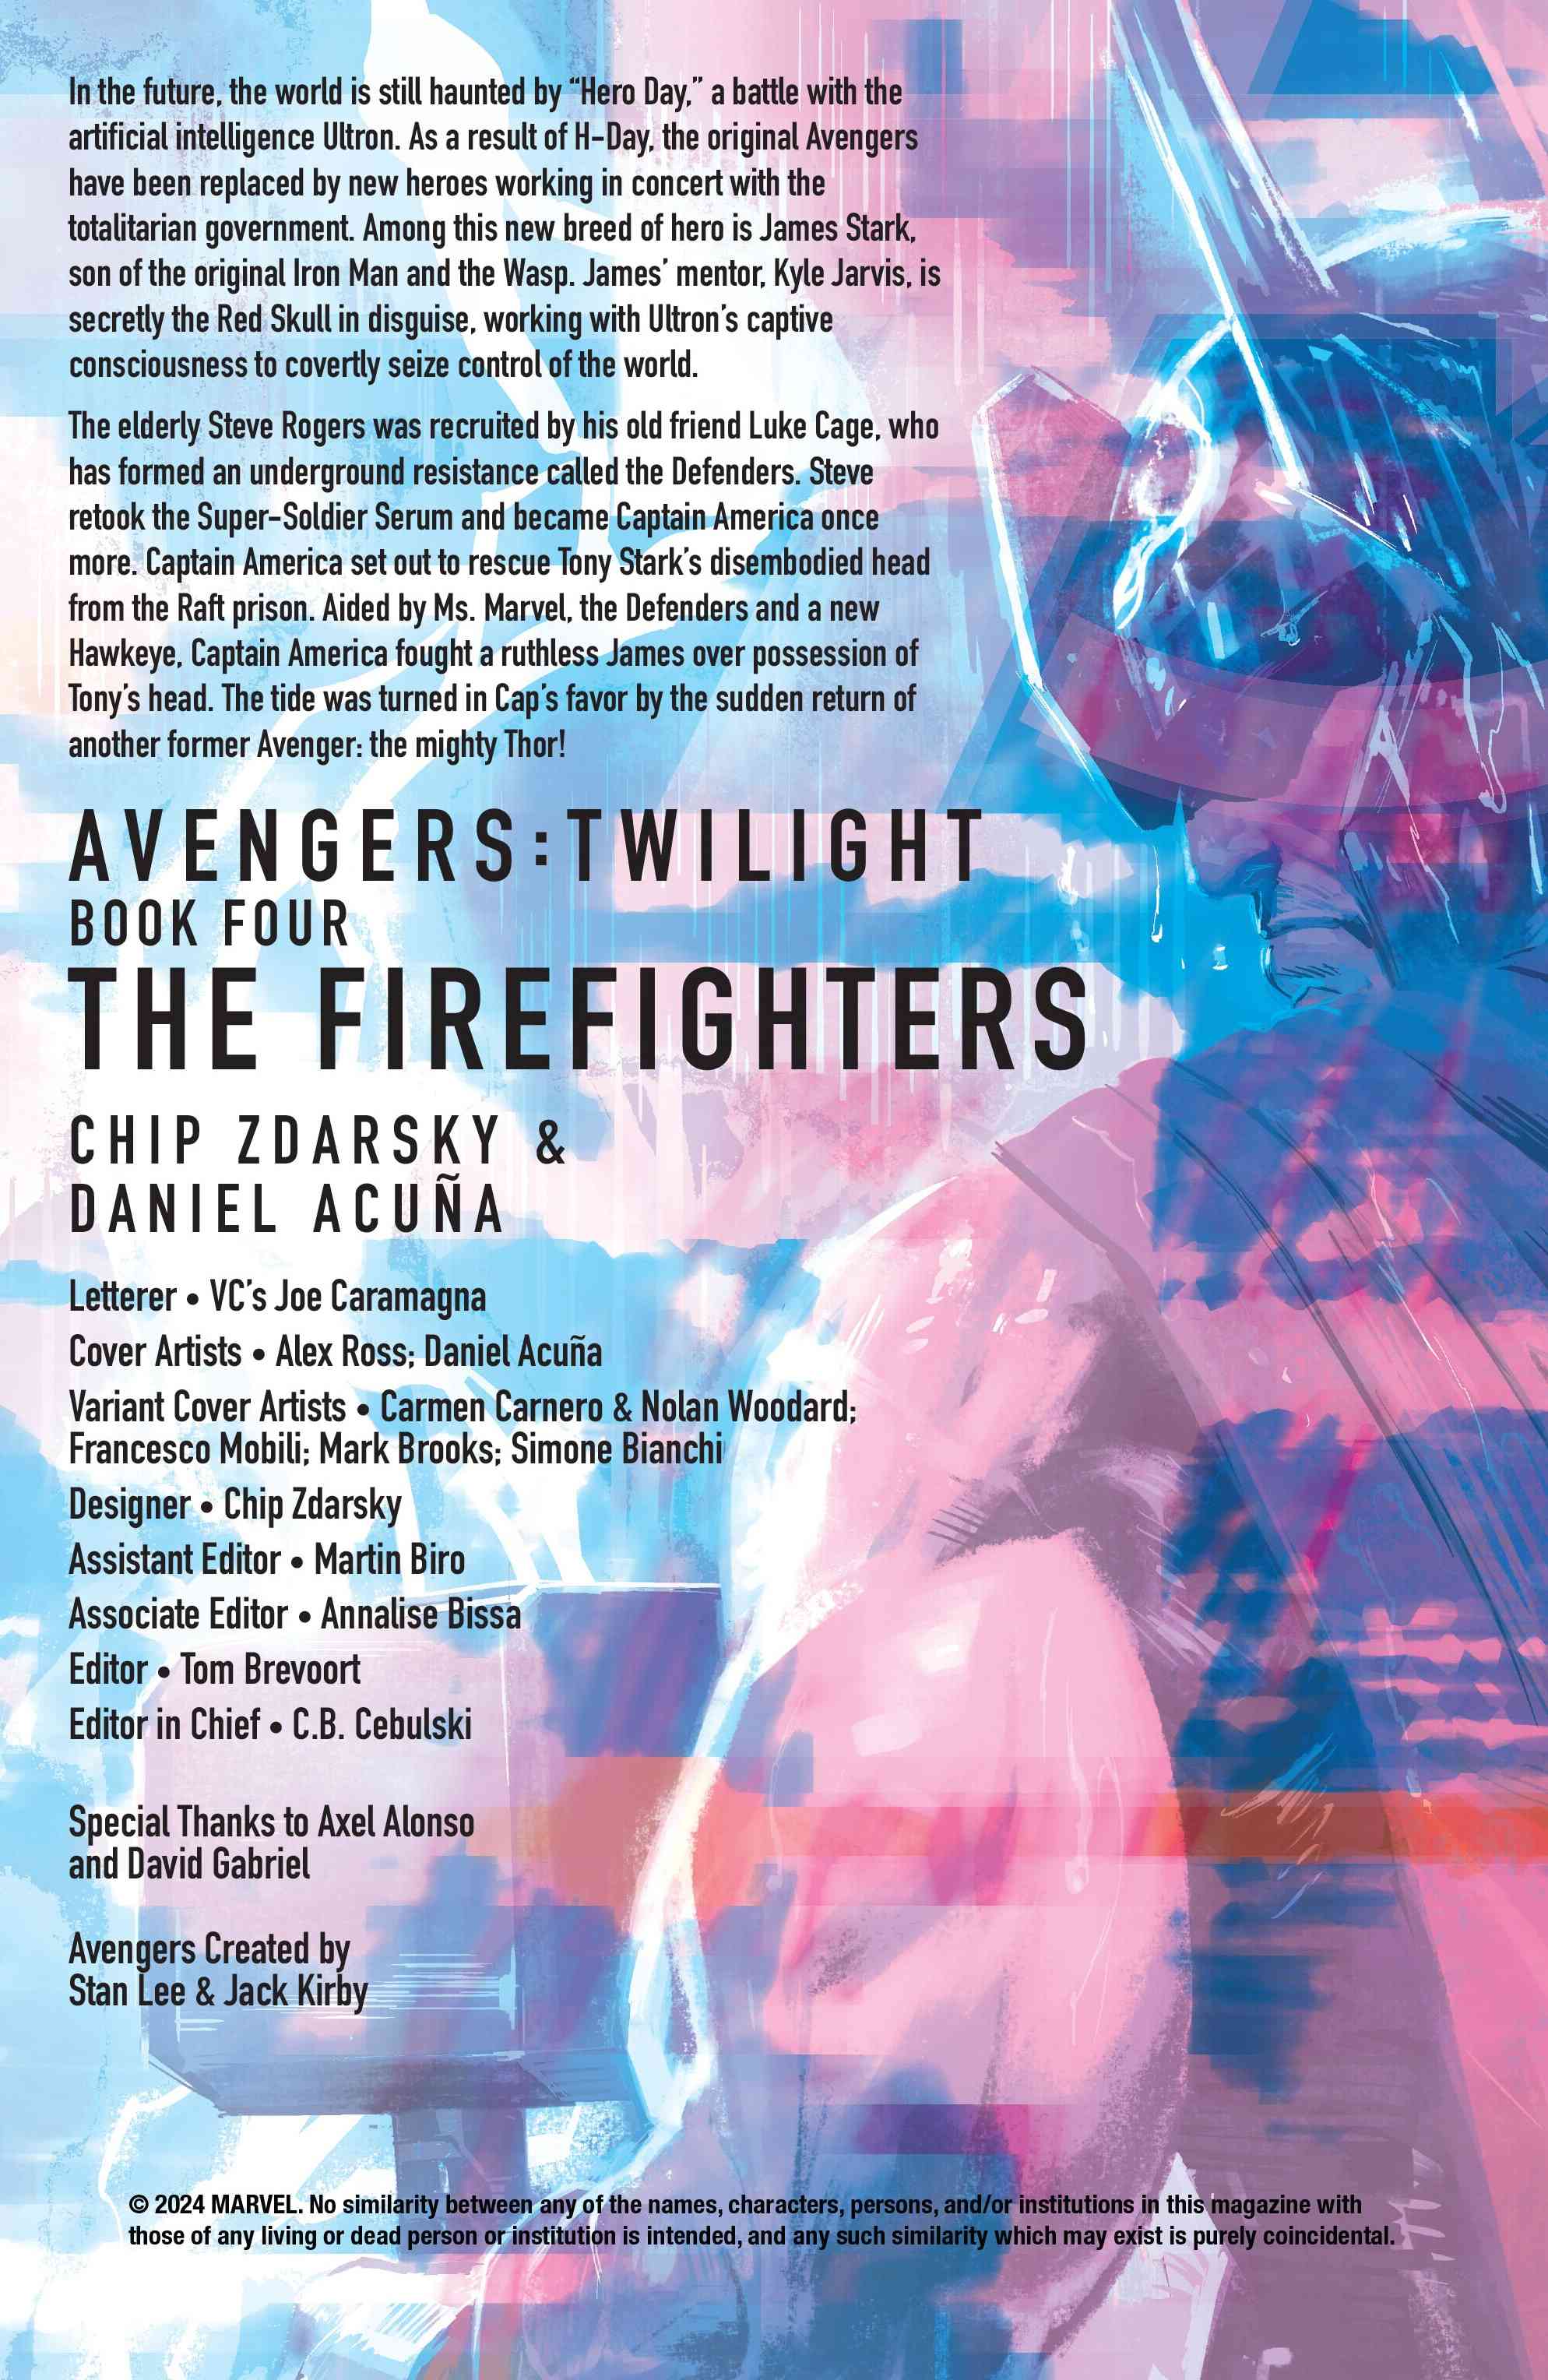 In the future, the world is still haunted by “Hero Day,” a battle with the
artificial intelligence Ultron. As a result of H-Day, the original Avengers
have been replaced by new heroes working in concert with the
totalitarian government. Among this new breed of hero is James Stark,
son of the original Iron Man and the Wasp. James’ mentor, Kyle Jarvis, is
secretly the Red Skull in disguise, working with Ultron’s captive
consciousness to covertly seize control of the world.
The elderly Steve Rogers was recruited by his old friend Luke Cage, who
has formed an underground resistance called the Defenders. Steve
retook the Super-Soldier Serum and became Captain America once
more. Captain America set out to rescue Tony Stark’s disembodied head
from the Raft prison. Aided by Ms. Marvel, the Defenders and a new
Hawkeye, Captain America fought a ruthless James over possession of
Tony’s head. The tide was turned in Cap’s favor by the sudden return of
another former Avenger: the mighty Thor!
AVENGERS:TWILIGHT
BOOK FOUR
THE FIREFIGHTERS
CHIP ZDARSKY &
DANIEL ACUÑA
Letterer • VC’s Joe Caramagna
Cover Artists • Alex Ross; Daniel Acuña
Variant Cover Artists • Carmen Carnero & Nolan Woodard;
Francesco Mobili; Mark Brooks; Simone Bianchi
Designer • Chip Zdarsky
Assistant Editor • Martin Biro
Associate Editor • Annalise Bissa
Editor • Tom Brevoort
Editor in Chief • C.B. Cebulski
Special Thanks to Axel Alonso
and David Gabriel
Avengers Created by
Stan Lee & Jack Kirby
© 2024 MARVEL. No similarity between any of the names, characters, persons, and/or institutions in this magazine with
those of any living or dead person or institution is intended, and any such similarity which may exist is purely coincidental.